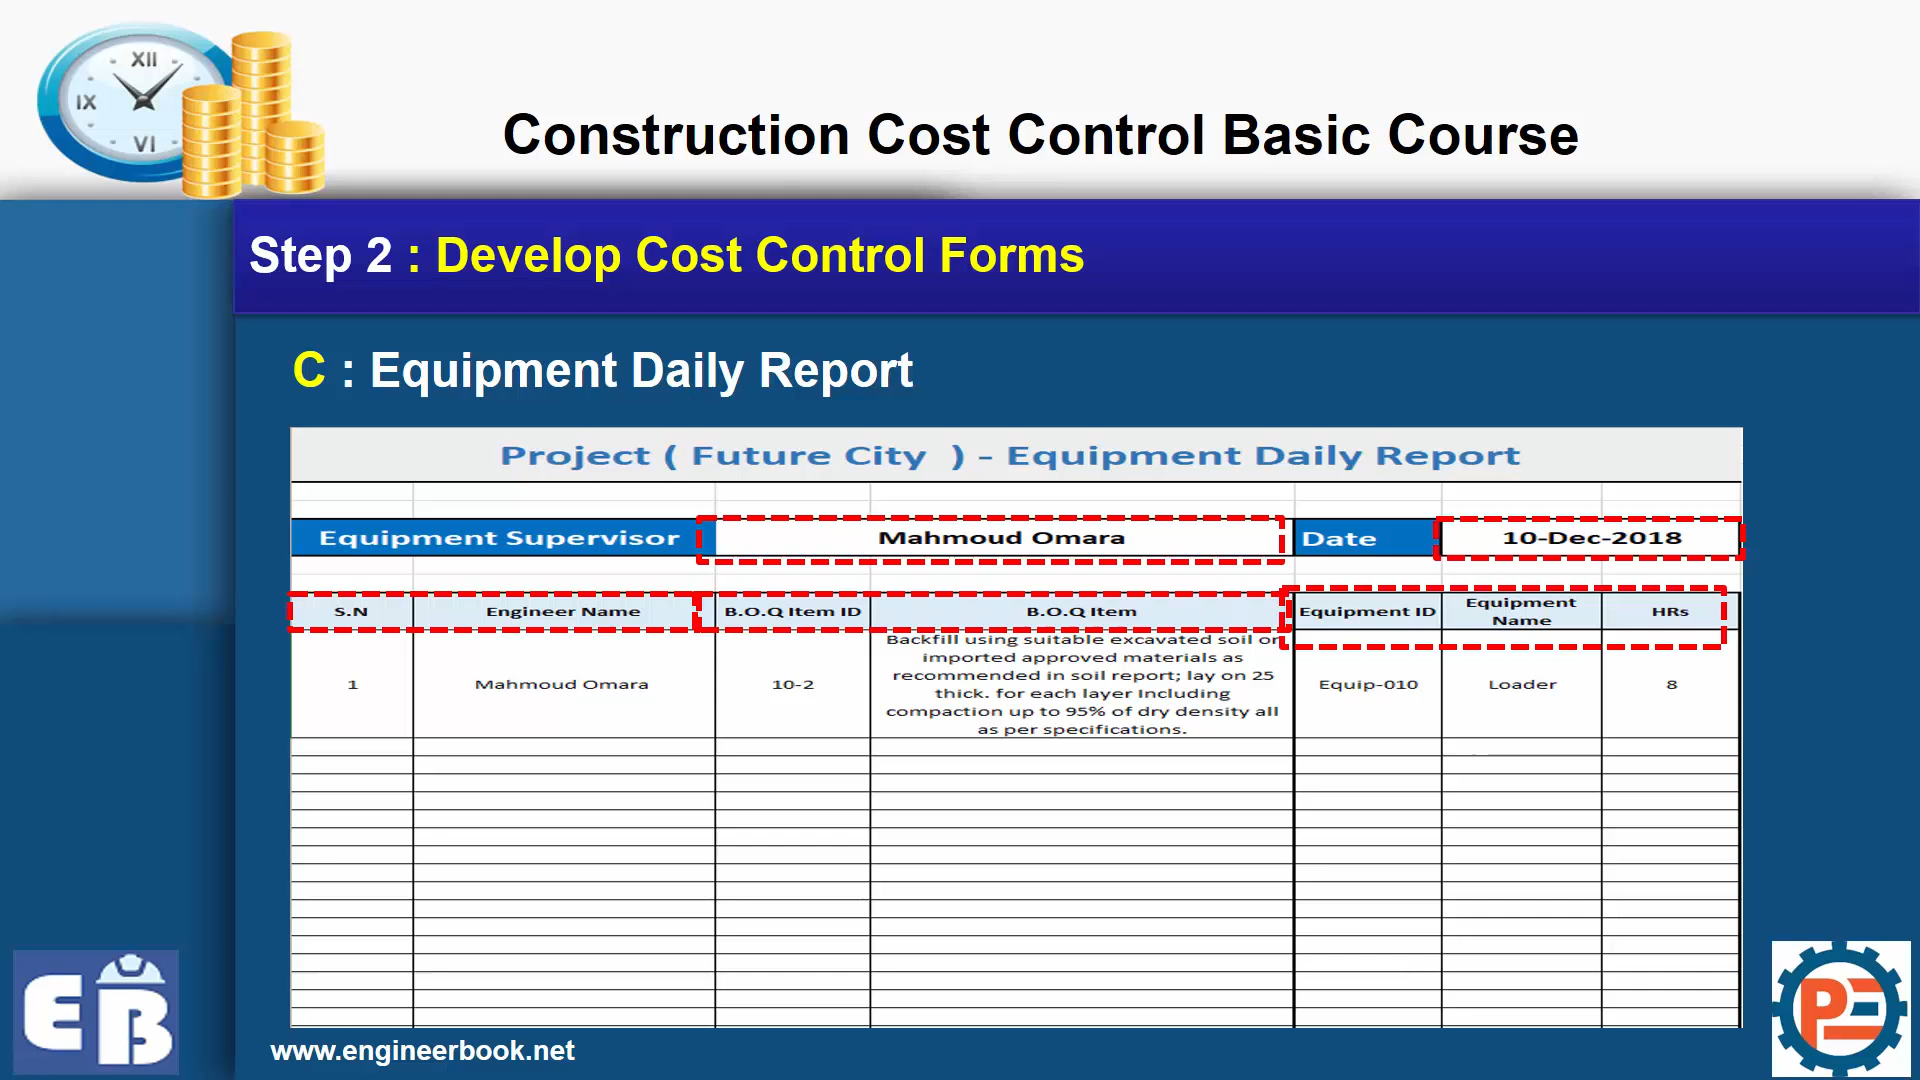 XII
IX
VI
Construction Cost Control Basic Course
Step 2 : Develop Cost Control Forms
C : Equipment Daily Report
Project ( Future City ) - Equipment Daily Report
Equipment Supervisor Mahmoud Omara Date 10-Dec-2018
S.N Engineer Name B.O.Q Item ID B.O.Q Item Equipment ID Equipment Name HRs
1 Mahmoud Omara 10-2
Backfill using suitable excavated soil or
imported approved materials as
recommended in soil report; lay on 25
thick. for each layer Including
compaction up to 95% of dry density all
as per specifications.
Equip-010 Loader 8
EB
www.engineerbook.net
PE